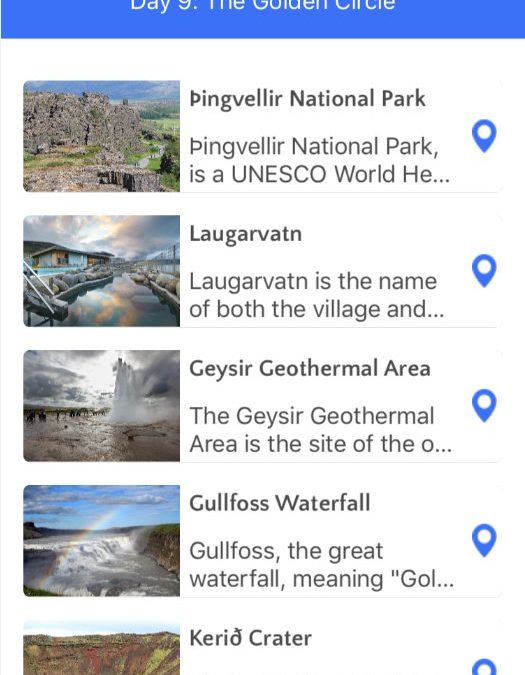 Day 9: The Golden Circle
Þingvellir National Park
Þingvellir National Park,
is a UNESCO World He...
Laugarvatn
Laugarvatn is the name
of both the village and...
Geysir Geothermal Area
The Geysir Geothermal
Area is the site of the o...
Gullfoss Waterfall
Gullfoss, the great
waterfall, meaning "Gol...
Kerið Crater